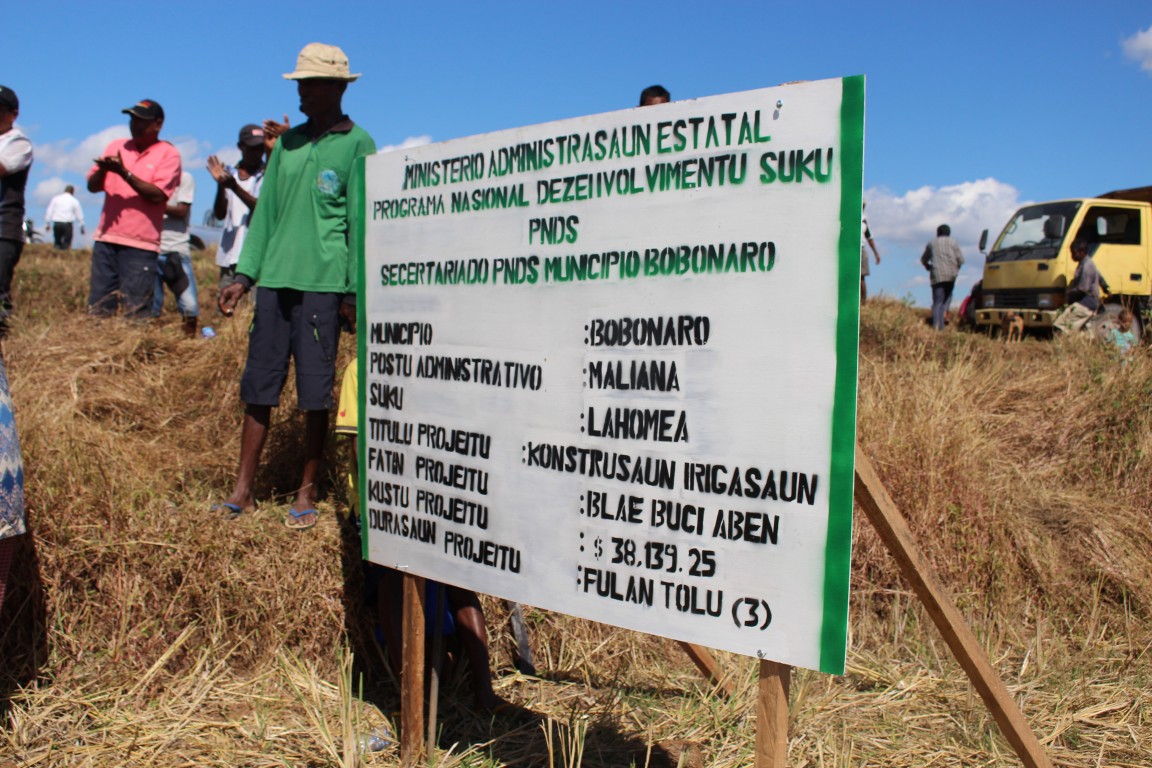 MINISTERIO ADMINISTRASAUN ESTATAL
PROGRAMA NASIONAL DEZENVOLVIMENTU SUKU
PNDS
SECERTARIADO PNDS MUNICIPIO BOBONARO
MUNICIPIO :BOBONARO
POSTU ADMINISTRATIVO :MALIANA
SUKU :LAHOMEA
TITULU PROJEITU :KONSTRUSAUN IRIGASAUN
FATIN PROJEITU :BLAE BUCI ABEN
KUSTU PROJEITU : $ 38,139.25
DURASAUN PROJEITU :FULAN TOLU (3)